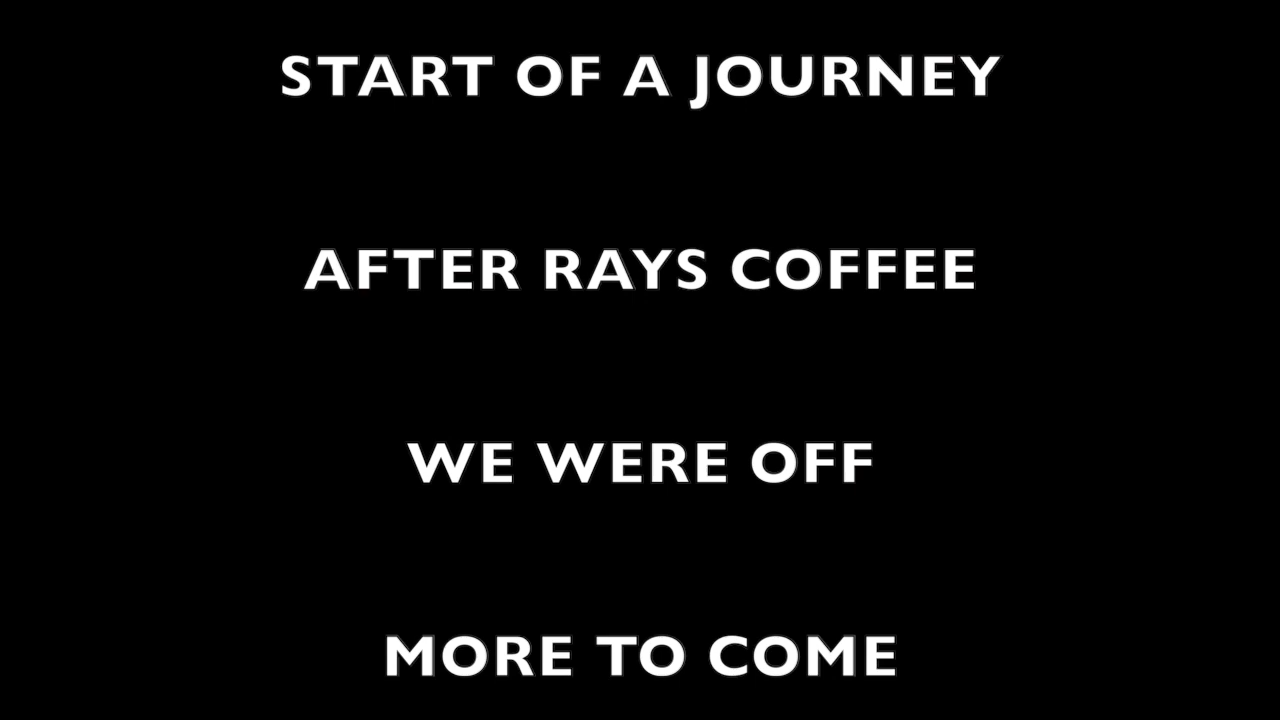 START OF A JOURNEY
AFTER RAYS COFFEE
WE WERE OFF
MORE TO COME